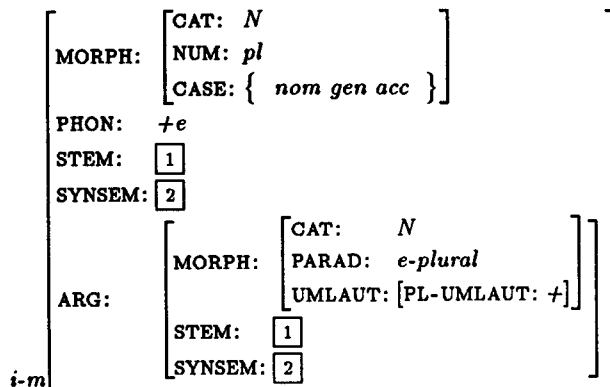 CAT: N
MORPH: NUM: pl
CASE: { nom gen acc }
PHON: +e
STEM: 1
SYNSEM: 2
CAT: N
MORPH: PARAD: e-plural
UMLAUT: [PL-UMLAUT: +]
ARG:
STEM: 1
SYNSEM: 2
i-m